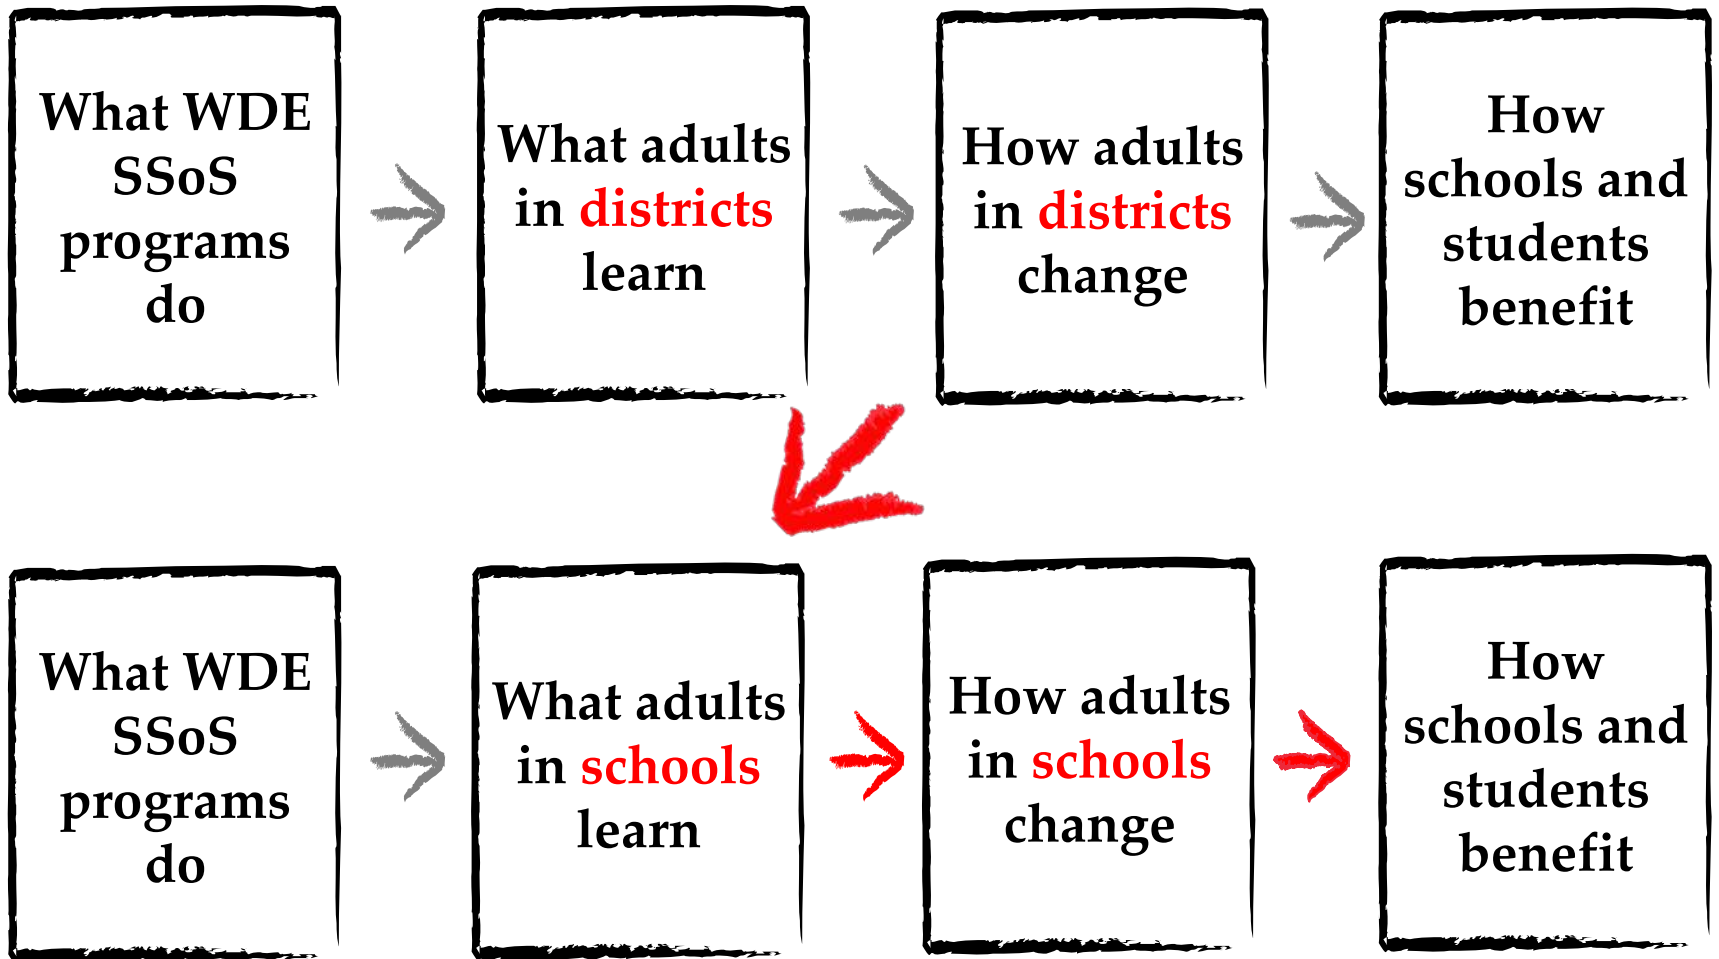 What WDE
SSoS
programs
do
What adults
in districts
learn
How adults
in districts
change
How
schools and
students
benefit
What WDE
SSoS
programs
do
What adults
in schools
learn
How adults
in schools
change
How
schools and
students
benefit